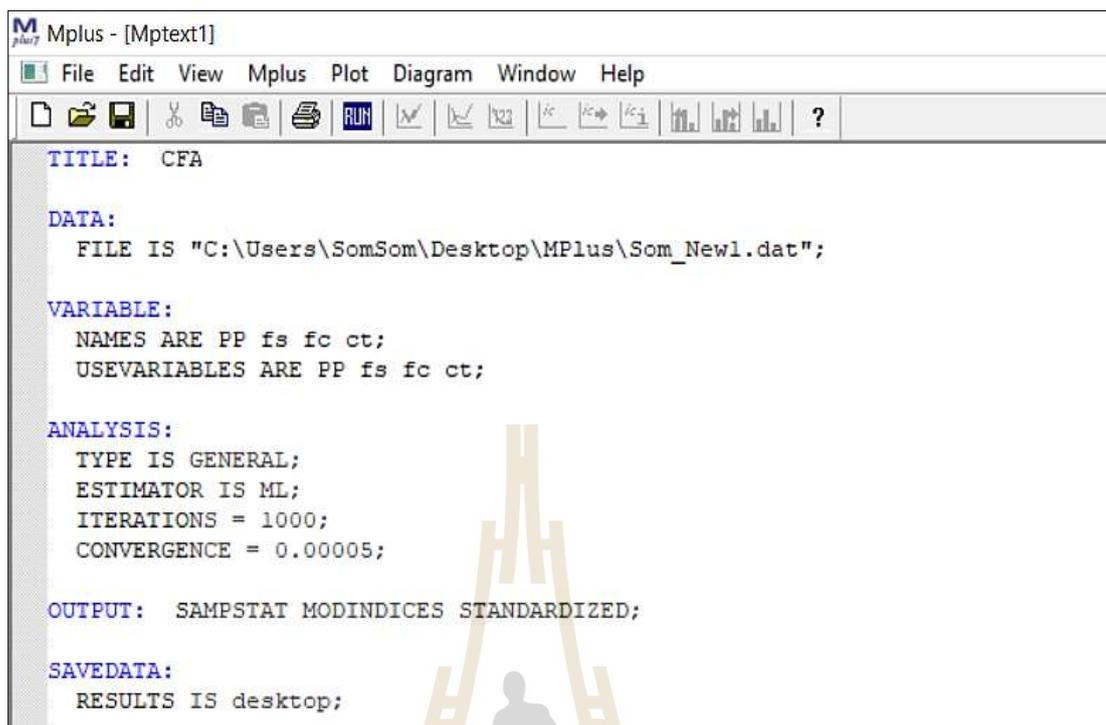 M plus7 Mplus - [Mptext1]
File Edit View Mplus Plot Diagram Window Help
RUN ?
TITLE: CFA
DATA:
FILE IS "C:\Users\SomSom\Desktop\MPlus\Som_New1.dat";
VARIABLE:
NAMES ARE PP fs fc ct;
USEVARIABLES ARE PP fs fc ct;
ANALYSIS:
TYPE IS GENERAL;
ESTIMATOR IS ML;
ITERATIONS = 1000;
CONVERGENCE = 0.00005;
OUTPUT: SAMPSTAT MODINDICES STANDARDIZED;
SAVEDATA:
RESULTS IS desktop;